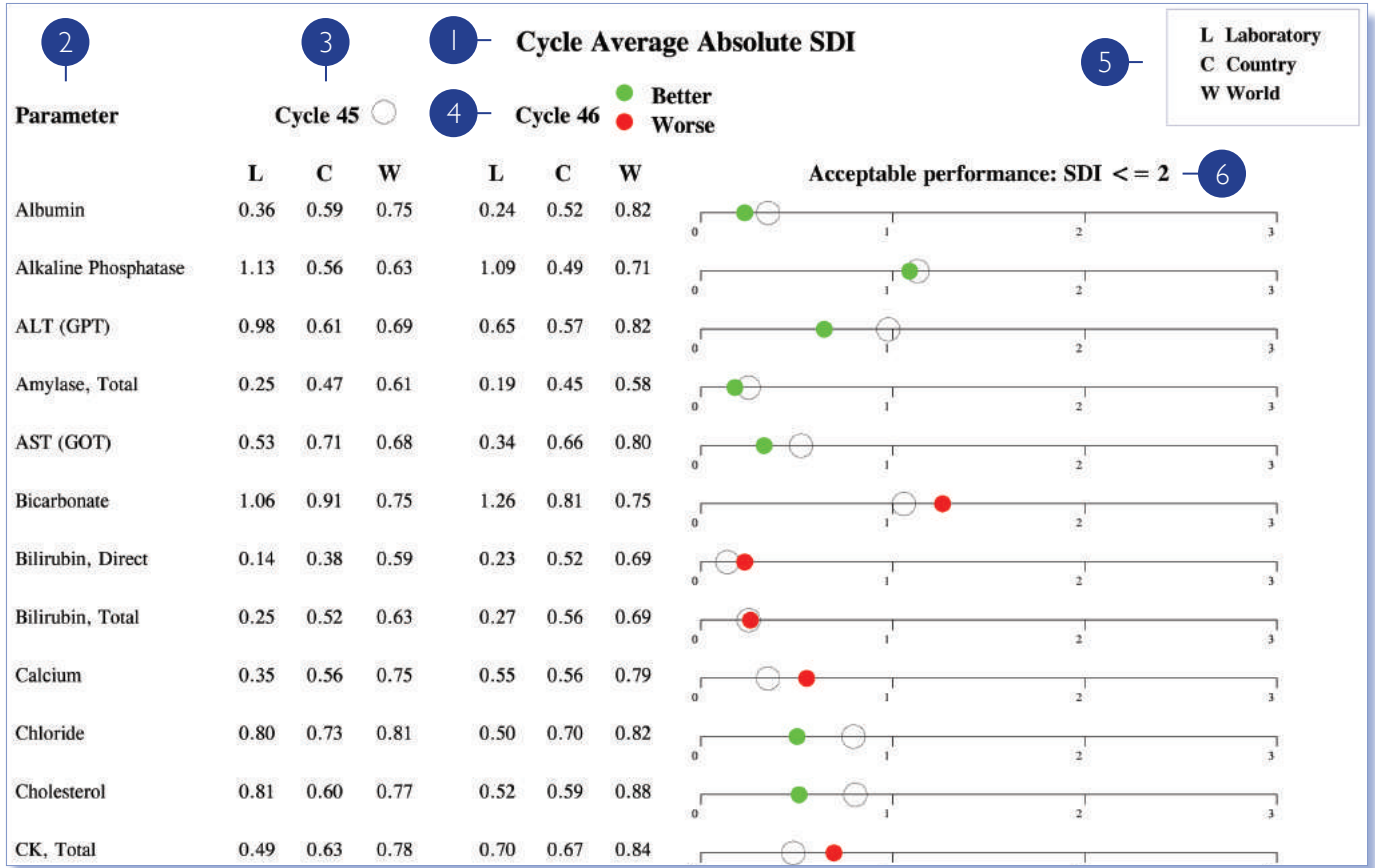 2 3 1 Cycle Average Absolute SDI
5 L Laboratory
C Country
W World
Parameter Cycle 45 4 Cycle 46 Better
Worse
L C W L C W Acceptable performance: SDI <= 2 6
Albumin 0.36 0.59 0.75 0.24 0.52 0.82
0 1 2 3
Alkaline Phosphatase 1.13 0.56 0.63 1.09 0.49 0.71
0 1 2 3
ALT (GPT) 0.98 0.61 0.69 0.65 0.57 0.82
0 1 2 3
Amylase, Total 0.25 0.47 0.61 0.19 0.45 0.58
0 1 2 3
AST (GOT) 0.53 0.71 0.68 0.34 0.66 0.80
0 1 2 3
Bicarbonate 1.06 0.91 0.75 1.26 0.81 0.75
0 1 2 3
Bilirubin, Direct 0.14 0.38 0.59 0.23 0.52 0.69
0 1 2 3
Bilirubin, Total 0.25 0.52 0.63 0.27 0.56 0.69
0 1 2 3
Calcium 0.35 0.56 0.75 0.55 0.56 0.79
0 1 2 3
Chloride 0.80 0.73 0.81 0.50 0.70 0.82
0 1 2 3
Cholesterol 0.81 0.60 0.77 0.52 0.59 0.88
0 1 2 3
CK, Total 0.49 0.63 0.78 0.70 0.67 0.84